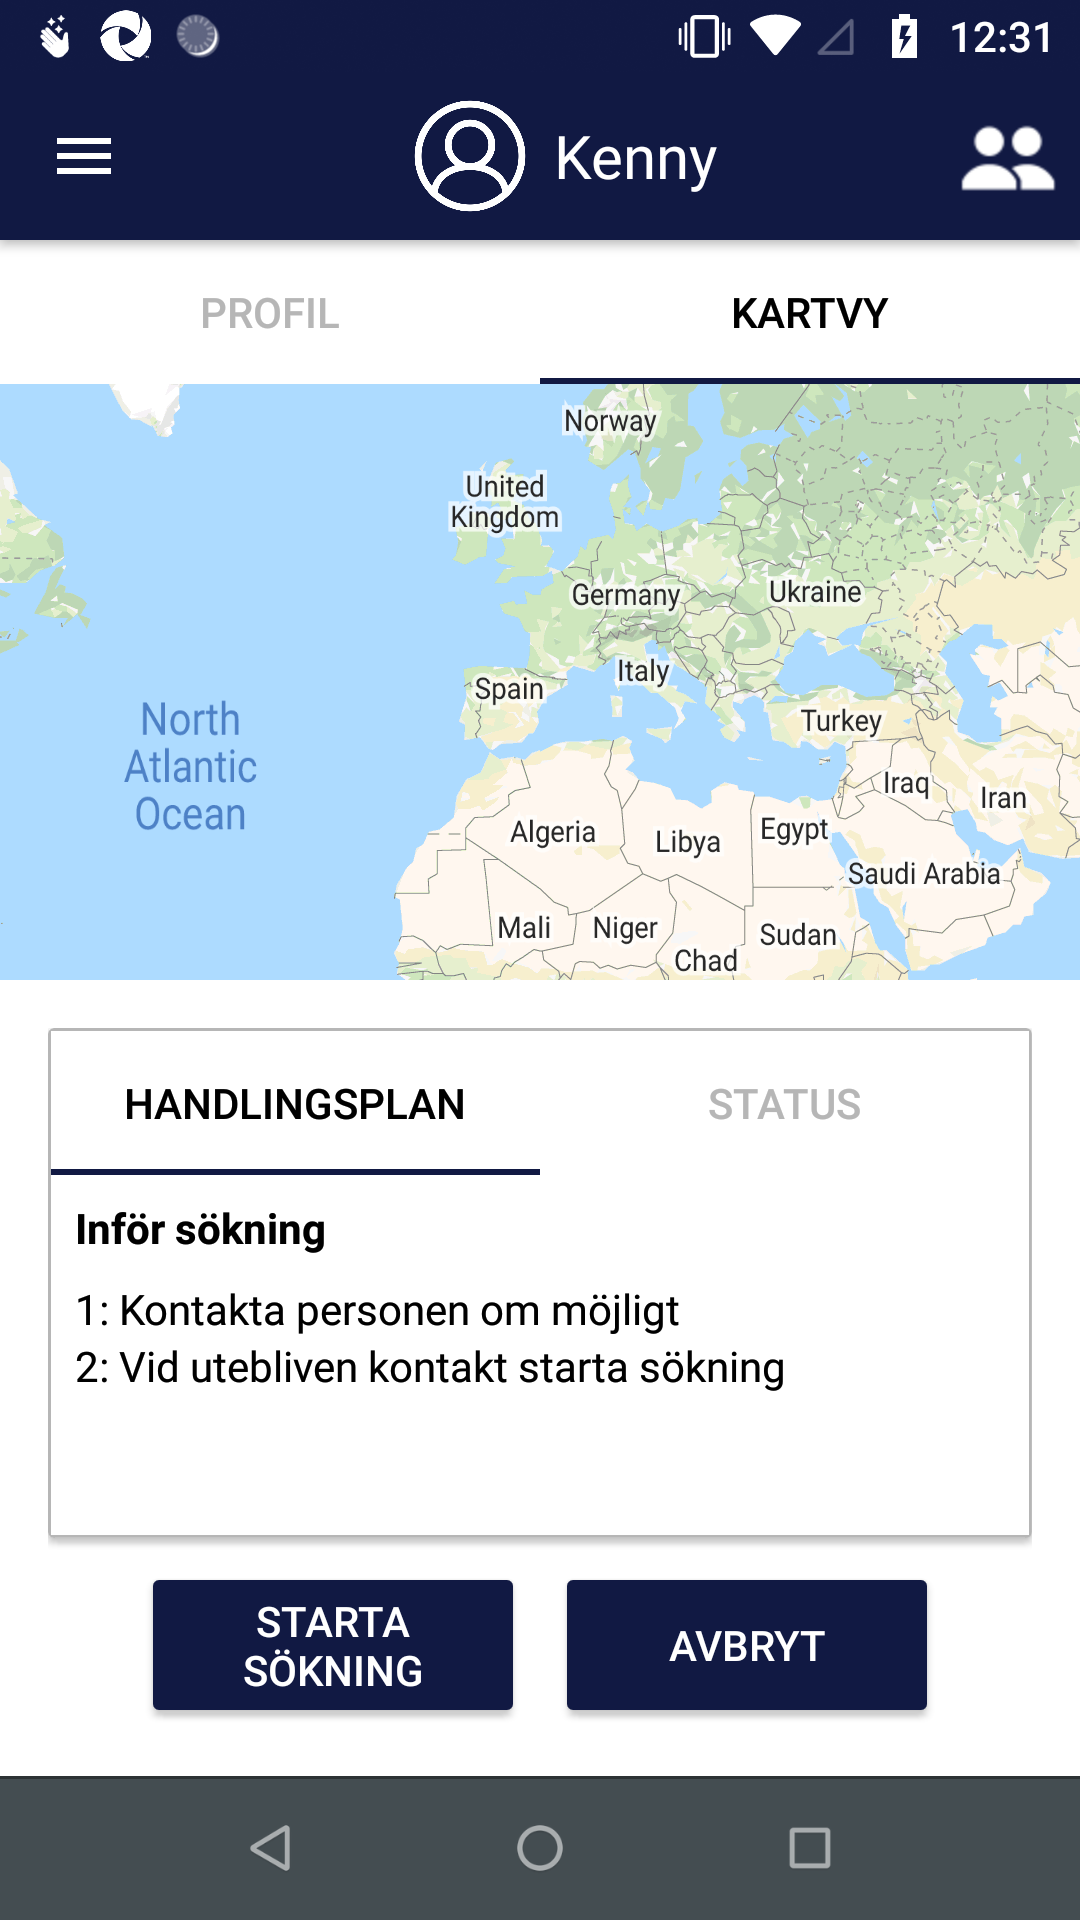 12:31
Kenny
PROFIL
KARTVY
Norway
United
Kingdom
Germany
Ukraine
Italy
Spain
Turkey
North
Atlantic
Ocean
Iraq
Iran
Algeria
Libya
Egypt
Saudi Arabia
Mali
Niger
Sudan
Chad
HANDLINGSPLAN
STATUS
Inför sökning
1: Kontakta personen om möjligt
2: Vid utebliven kontakt starta sökning
STARTA
SÖKNING
AVBRYT